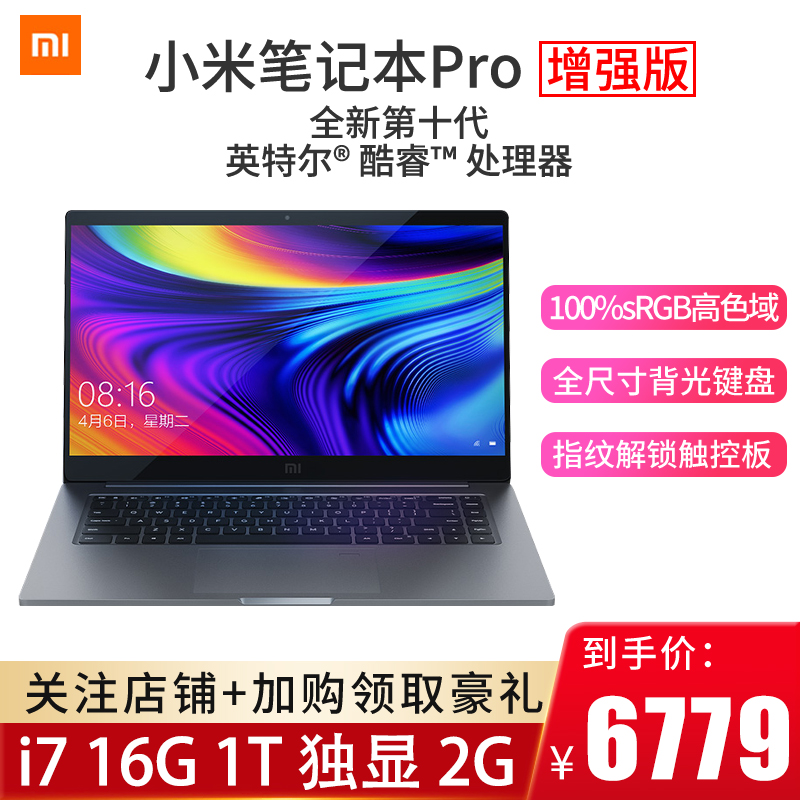 mi
小米笔记本Pro 增强版
全新第十代
英特尔® 酷睿™ 处理器
100%sRGB高色域
全尺寸背光键盘
指纹解锁触控板
08:16
4月6日，星期二
mi
关注店铺+加购领取豪礼
i7 16G 1T 独显 2G
到手价：
¥6779